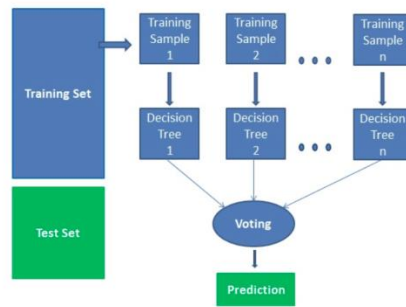 Training Set
Test Set
Training
Sample
1
Training
Sample
2
Training
Sample
n
Decision
Tree
1
Decision
Tree
2
Decision
Tree
n
Voting
Prediction